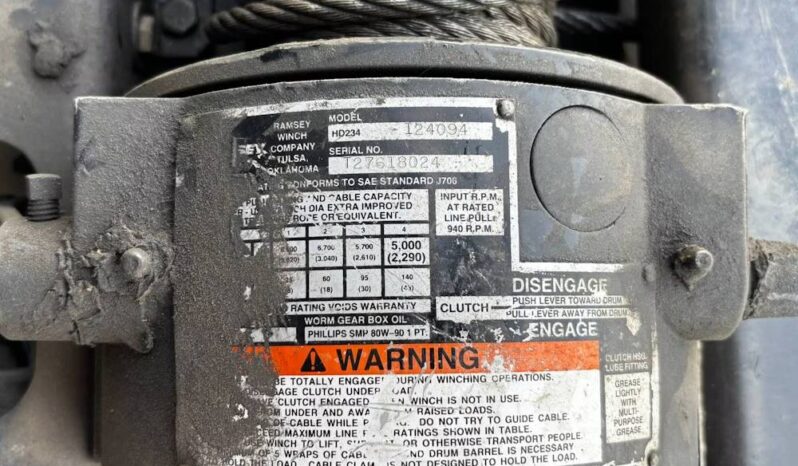 RAMSEY
WINCH
COMPANY
TULSA,
OKLAHOMA
MODEL
HD234 - 124094
SERIAL NO.
T27618024
CONFORMS TO SAE STANDARD J706
AND CABLE CAPACITY
DIA EXTRA IMPROVED
OR EQUIVALENT.
INPUT R.P.M.
AT RATED
LINE PULL:
940 R.P.M.
1 2 3 4
6,700 5,700 5,000
(3,040) (2,610) (2,290)
60 95 140
(18) (30)
RATING VOIDS WARRANTY
WORM GEAR BOX OIL
PHILLIPS SMP 80W-90 1 PT.
DISENGAGE
PUSH LEVER TOWARD DRUM
CLUTCH
PULL LEVER AWAY FROM DRUM
ENGAGE
WARNING
BE TOTALLY ENGAGED DURING WINCHING OPERATIONS.
CLUTCH UNDER LOAD.
CLUTCH ENGAGED WINCH IS NOT IN USE.
FROM UNDER AND AWAY RAISED LOADS.
OF CABLE WHILE PULLING. DO NOT TRY TO GUIDE CABLE.
MAXIMUM LINE RATINGS SHOWN IN TABLE.
WINCH TO LIFT, OR OTHERWISE TRANSPORT PEOPLE.
5 WRAPS OF CABLE AROUND DRUM BARREL IS NECESSARY
HOLD THE LOAD. CABLE IS NOT DESIGNED TO HOLD LOAD.
CLUTCH HSG.
LUBE FITTING
GREASE
LIGHTLY
WITH
MULTI-
PURPOSE
GREASE